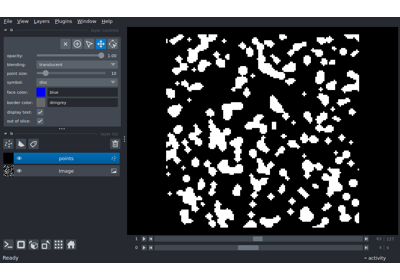 File View Layers Plugins Window Help
opacity: 1.00
blending: translucent
point size: 10
symbol: disc
face color: blue
border color: dimgrey
display text:
out of slice:
points
image
1
0
Ready
activity